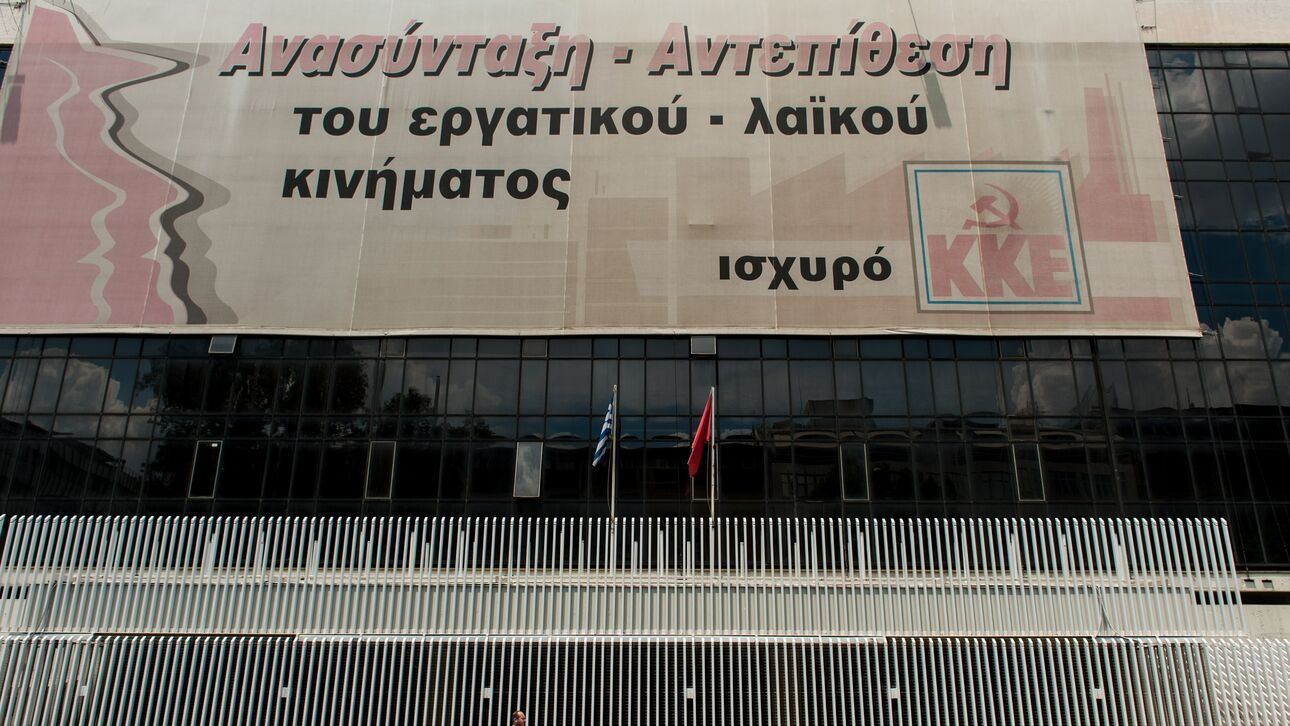 Ανασύνταξη - Αντεπίθεση
του εργατικού - λαϊκού
κινήματος
ισχυρό
ΚΚΕ